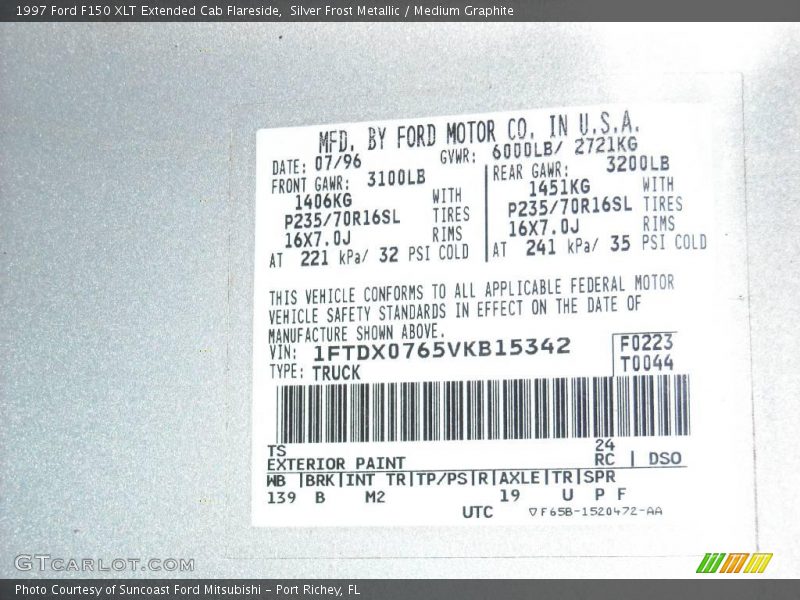 1997 Ford F150 XLT Extended Cab Flareside, Silver Frost Metallic / Medium Graphite
MFD. BY FORD MOTOR CO. IN U.S.A.
DATE: 07/96 GVWR: 6000LB/ 2721KG
FRONT GAWR: 3100LB REAR GAWR: 3200LB
1406KG WITH 1451KG WITH
P235/70R16SL TIRES P235/70R16SL TIRES
16X7.0J RIMS 16X7.0J RIMS
AT 221 kPa/ 32 PSI COLD AT 241 kPa/ 35 PSI COLD
THIS VEHICLE CONFORMS TO ALL APPLICABLE FEDERAL MOTOR
VEHICLE SAFETY STANDARDS IN EFFECT ON THE DATE OF
MANUFACTURE SHOWN ABOVE.
VIN: 1FTDX0765VKB15342 F0223
TYPE: TRUCK T0044
TS 24
EXTERIOR PAINT RC DSO
WB BRK INT TR TP/PS R AXLE TR SPR
139 B M2 19 U P F
UTC ▽F65B-1520472-AA
GTCarLot.com
Photo Courtesy of Suncoast Ford Mitsubishi - Port Richey, FL